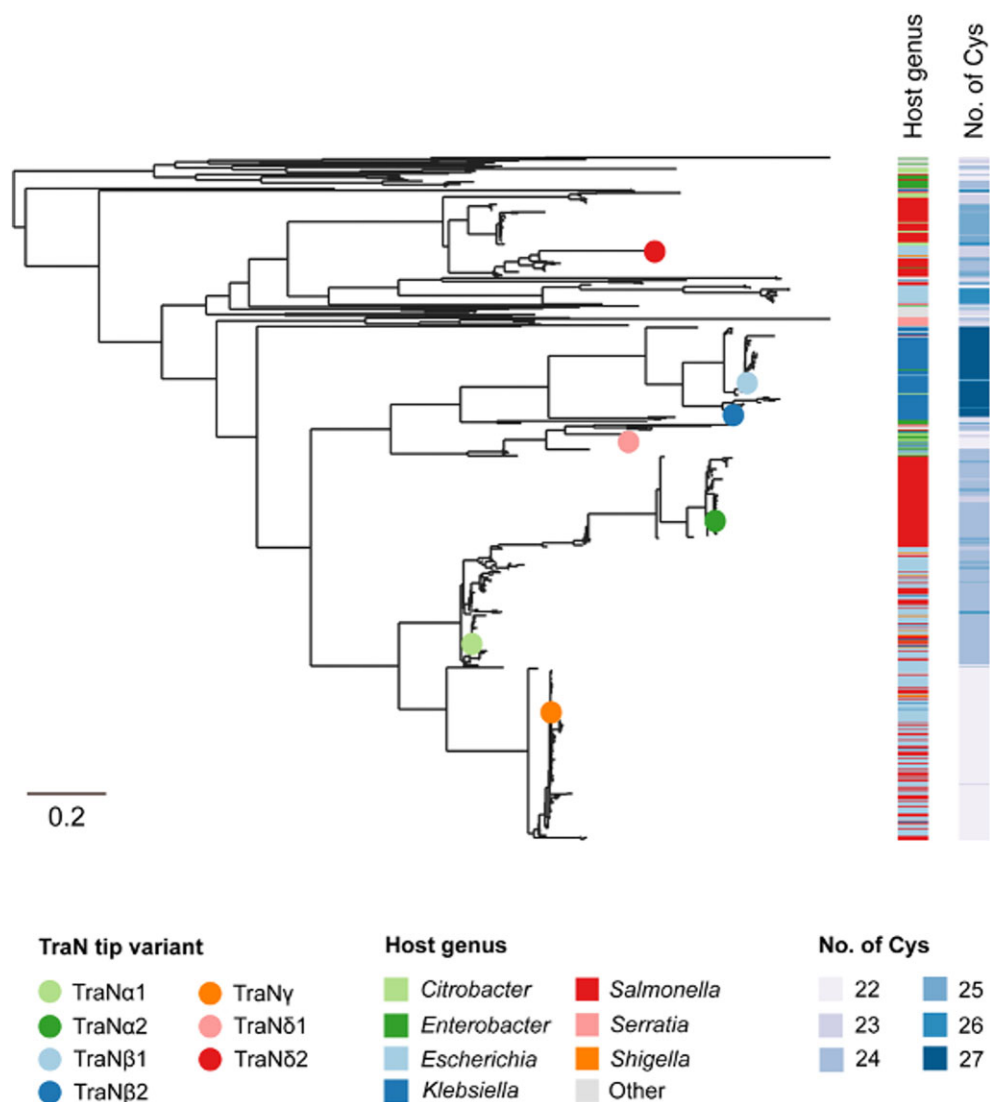 Host genus
No. of Cys
0.2
TraN tip variant
TraNα1
TraNα2
TraNβ1
TraNβ2
TraNγ
TraNδ1
TraNδ2
Host genus
Citrobacter
Enterobacter
Escherichia
Klebsiella
Salmonella
Serratia
Shigella
Other
No. of Cys
22
23
24
25
26
27